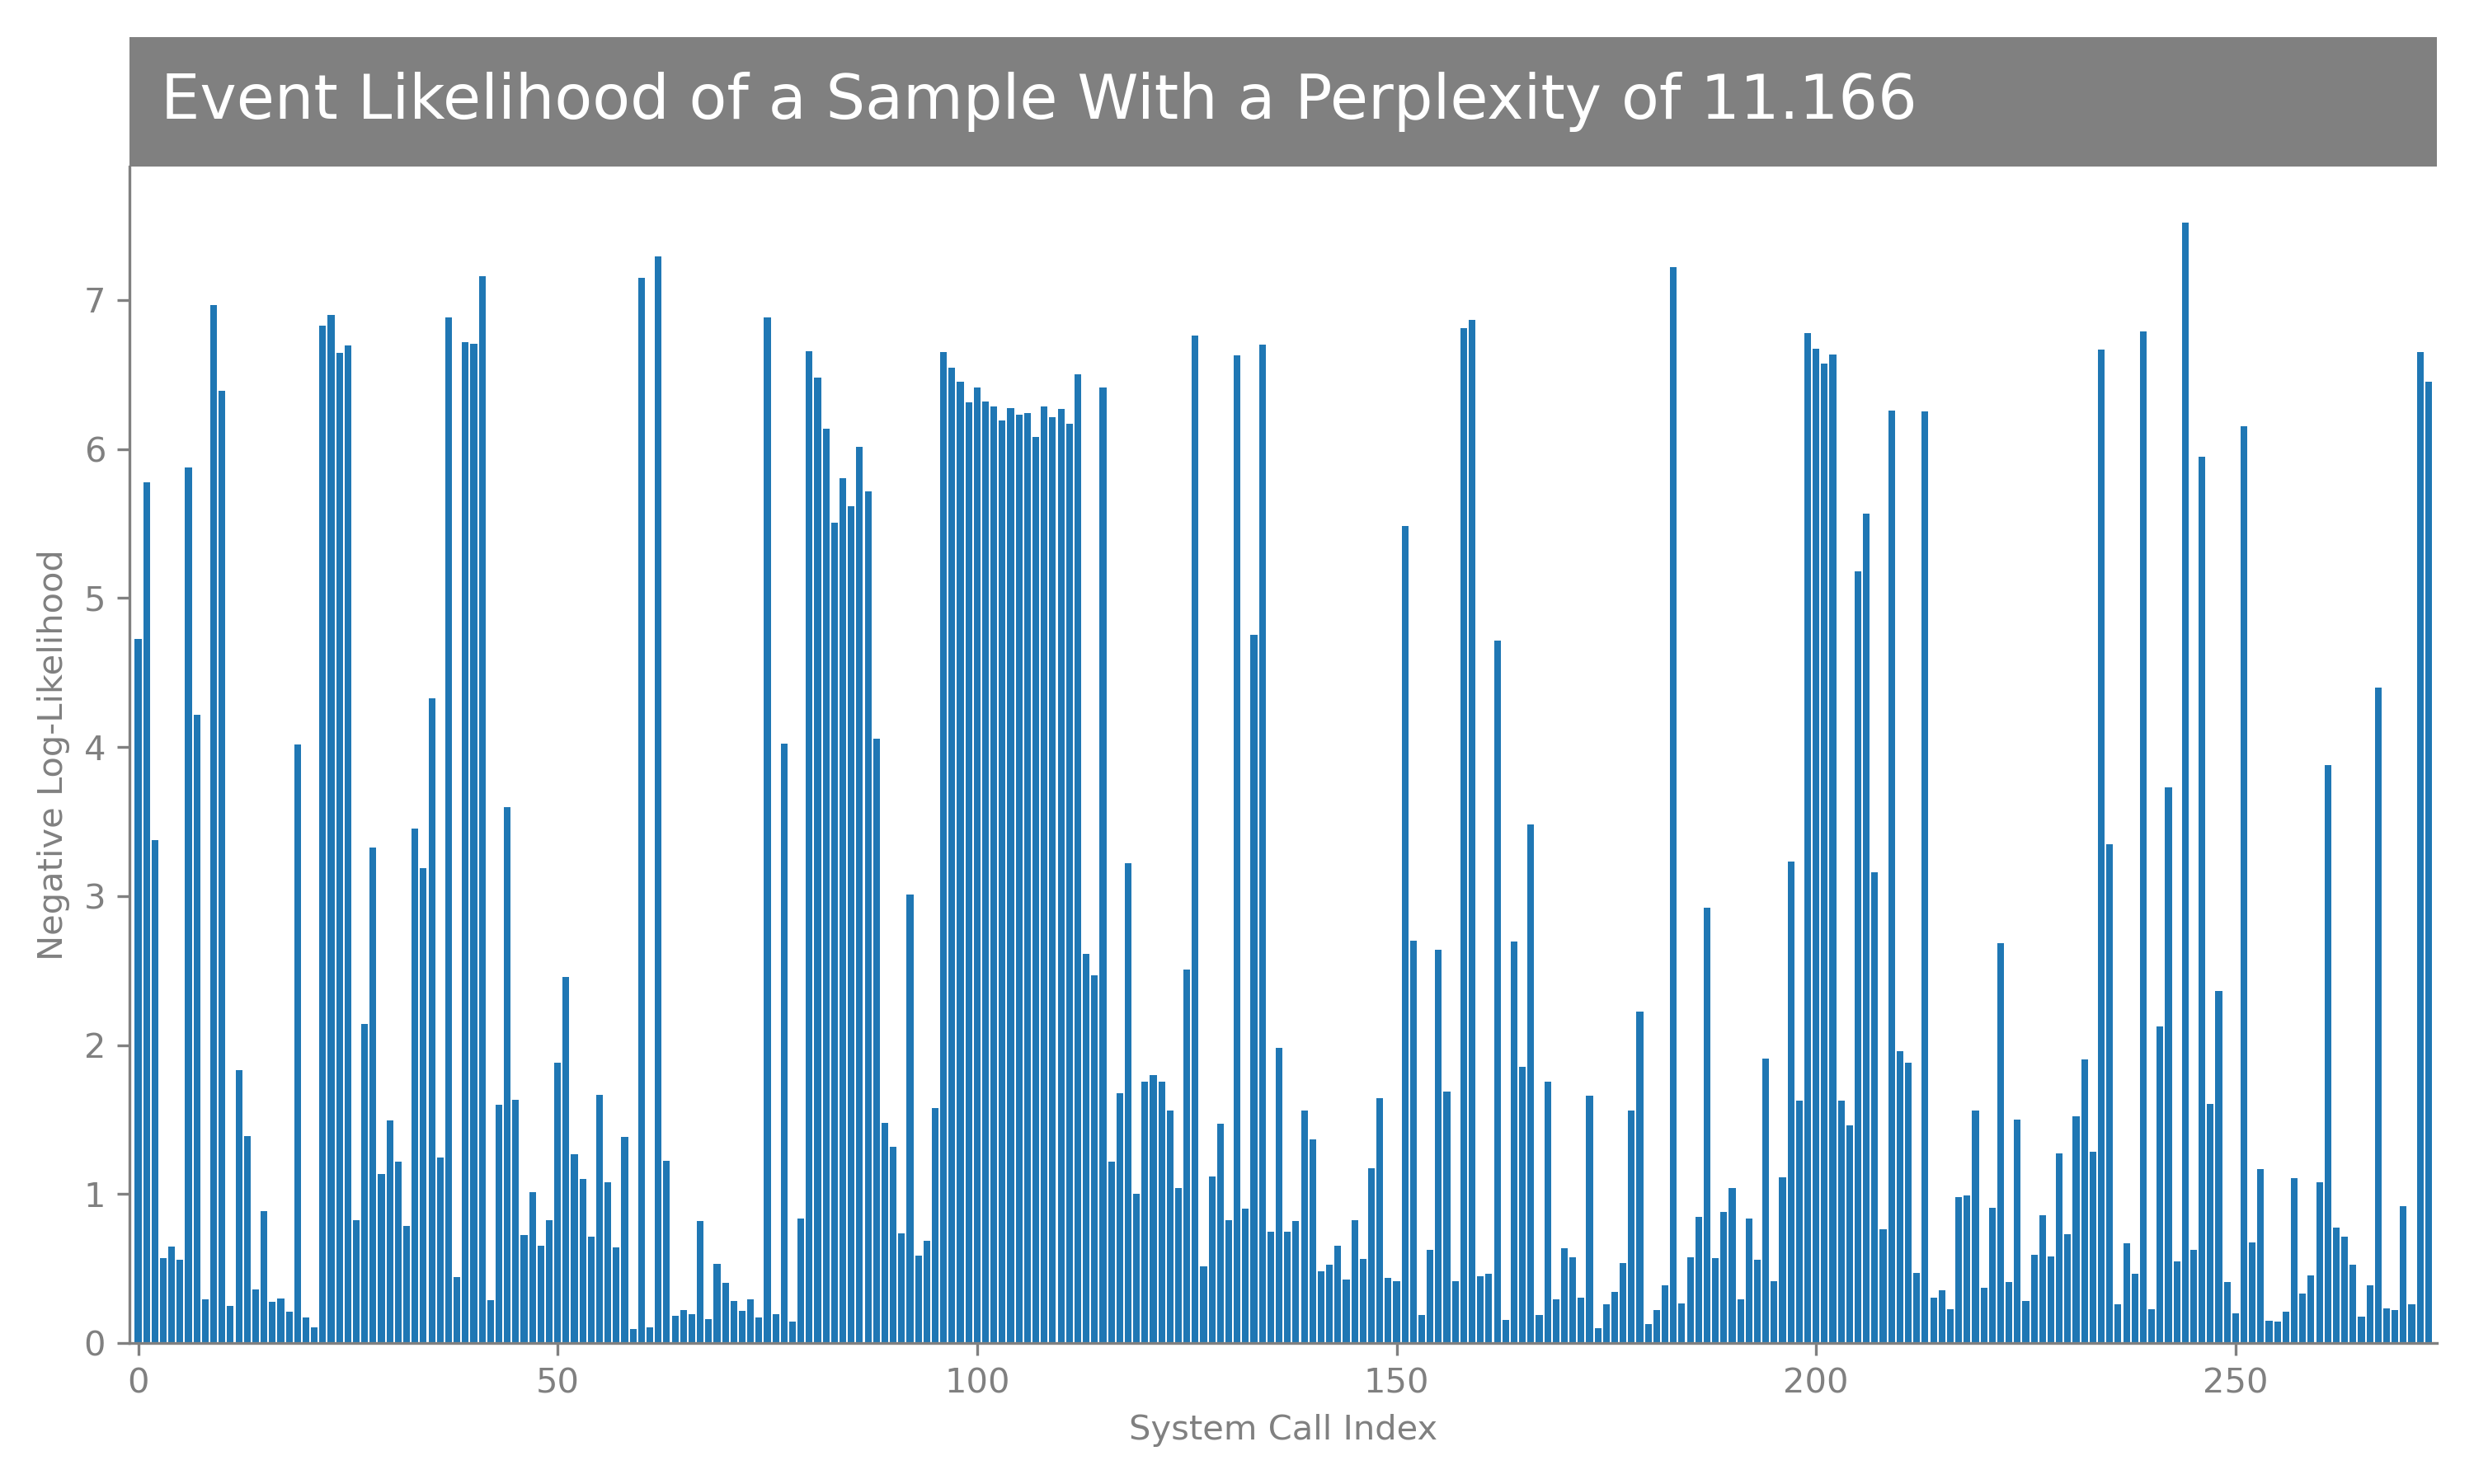 Event Likelihood of a Sample With a Perplexity of 11.166
Negative Log-Likelihood
7
6
5
4
3
2
1
0
0 50 100 150 200 250
System Call Index